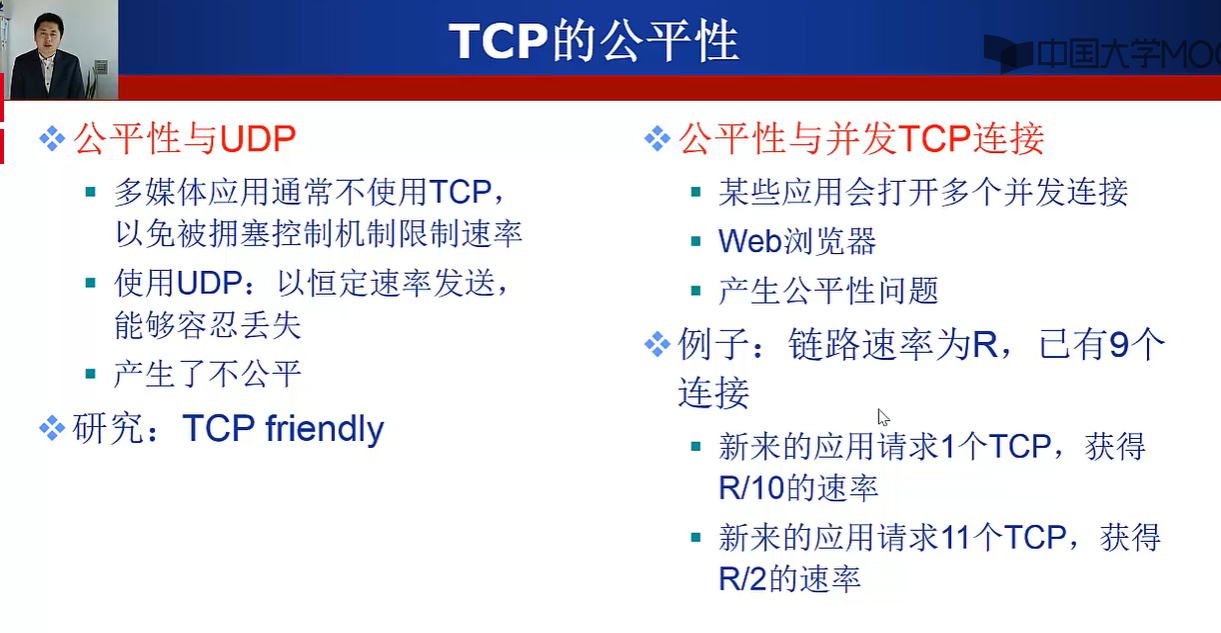 TCP的公平性
中国大学MOO
公平性与UDP
多媒体应用通常不使用TCP，
以免被拥塞控制机制限制速率
使用UDP：以恒定速率发送，
能够容忍丢失
产生了不公平
研究：TCP friendly
公平性与并发TCP连接
某些应用会打开多个并发连接
Web浏览器
产生公平性问题
例子：链路速率为R，已有9个
连接
新来的应用请求1个TCP，获得
R/10的速率
新来的应用请求11个TCP，获得
R/2的速率